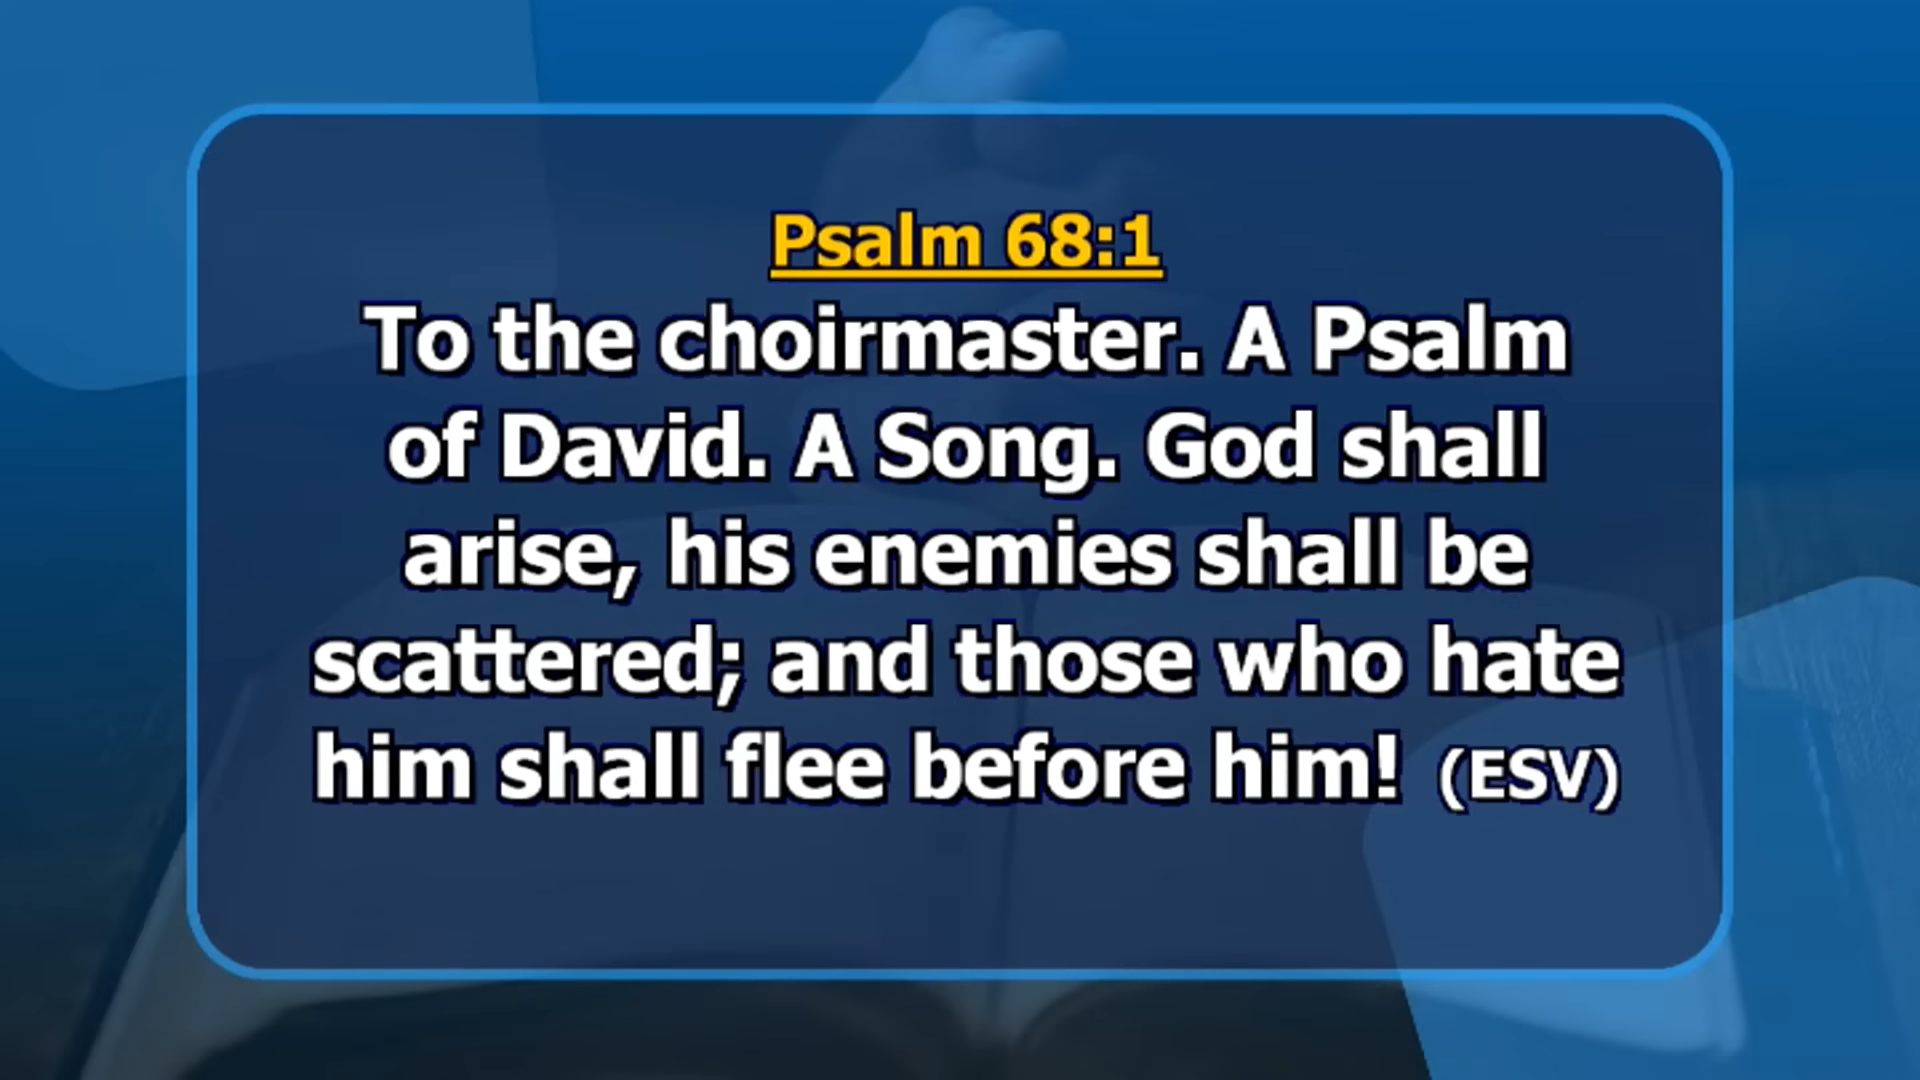 Psalm 68:1
To the choirmaster. A Psalm
of David. A Song. God shall
arise, his enemies shall be
scattered; and those who hate
him shall flee before him! (ESV)